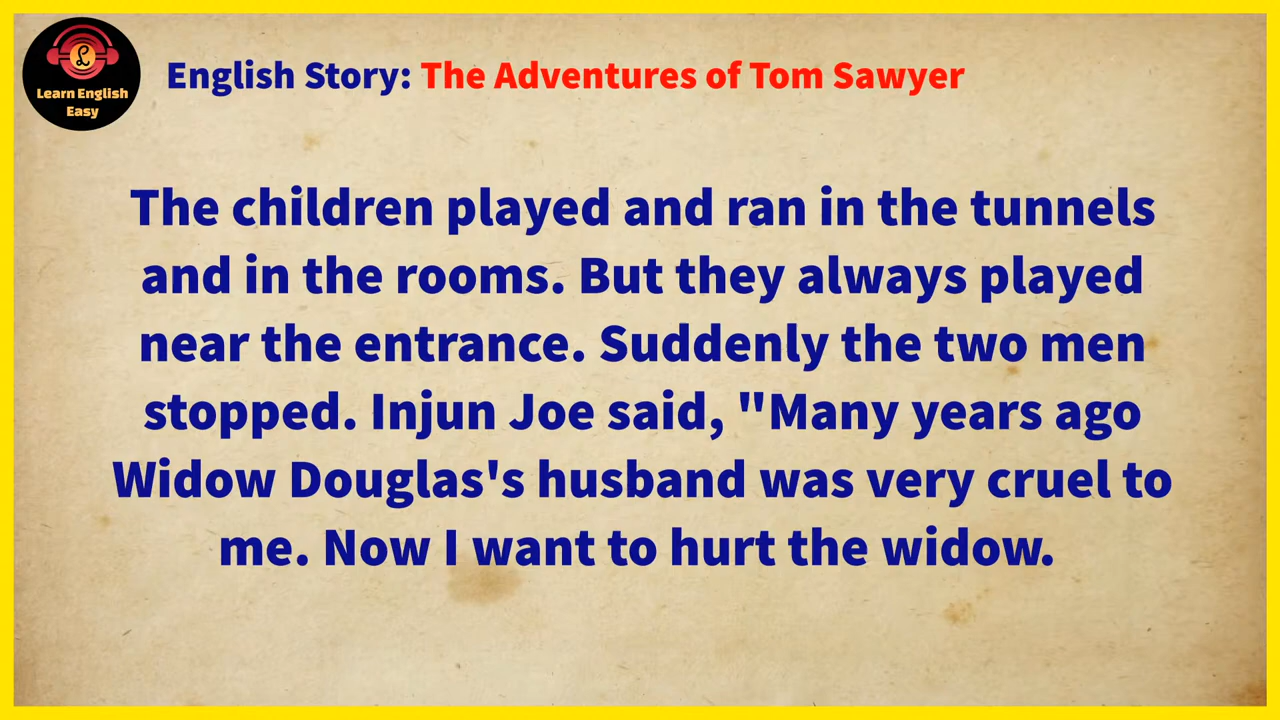 Learn English
Easy
English Story: The Adventures of Tom Sawyer
The children played and ran in the tunnels
and in the rooms. But they always played
near the entrance. Suddenly the two men
stopped. Injun Joe said, "Many years ago
Widow Douglas's husband was very cruel to
me. Now I want to hurt the widow.